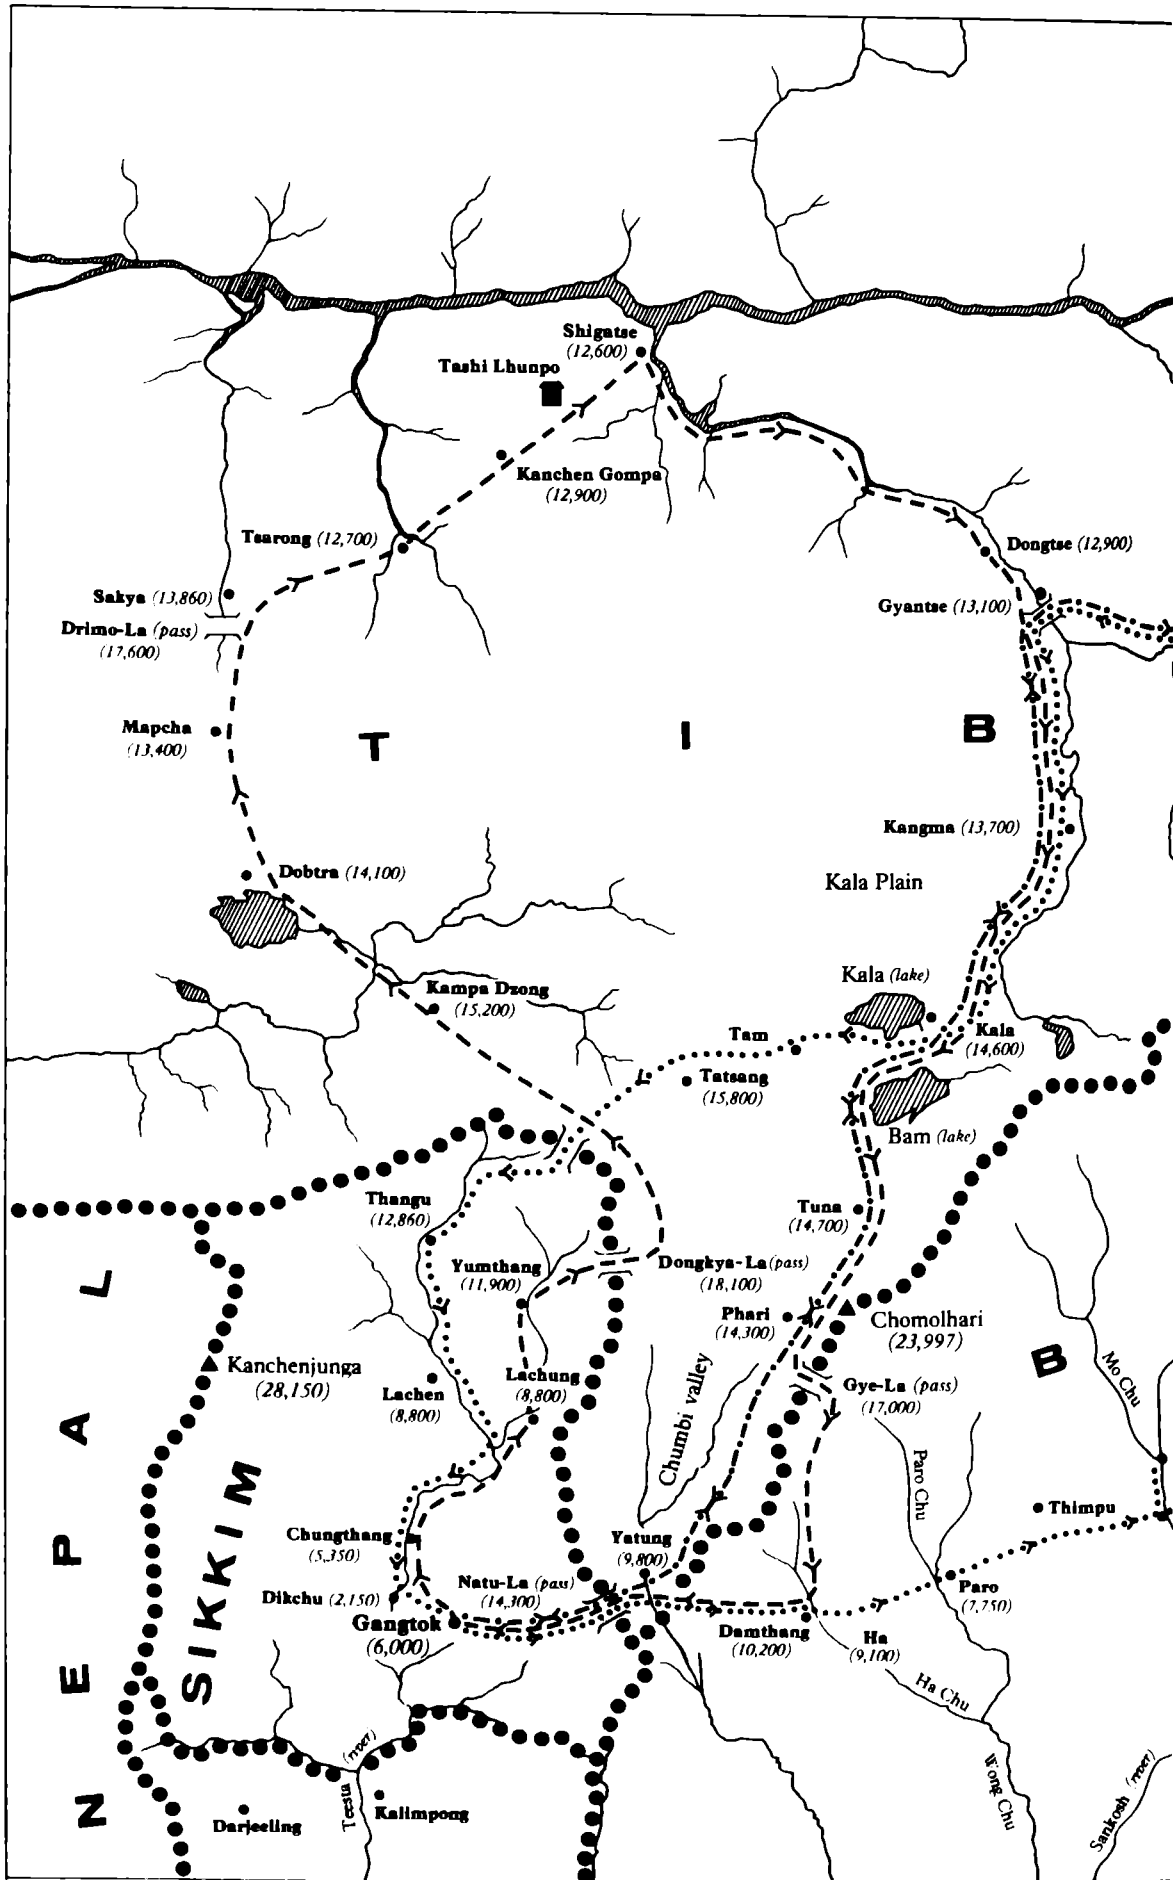 Shigatse
(12,600)
Tashi Lhunpo
Kanchen Gompa
(12,900)
Tsarong (12,700)
Dongtse (12,900)
Sakya (13,860)
Gyantse (13,100)
Drimo-La (pass)
(17,600)
Mapcha
(13,400)
T I B
Kangma (13,700)
Dobtra (14,100)
Kala Plain
Kala (lake)
Kampa Dzong
(15,200)
Tam
Kala
(14,600)
Tatsang
(15,800)
Bam (lake)
Thangu
(12,860)
Tuna
(14,700)
Yumthang
(11,900)
Dongkya-La (pass)
(18,100)
Phari
(14,300)
Chomolhari
(23,997)
Kanchenjunga
(28,150)
Lachen
(8,800)
Lachung
(8,800)
Chumbi valley
Gye-La (pass)
(17,000)
B
Mo Chu
Paro Chu
NEPAL
SIKKIM
Thimpu
Chungthang
(5,350)
Yatung
(9,800)
Natu-La (pass)
(14,300)
Dikchu (2,150)
Gangtok
(6,000)
Paro
(7,750)
Damthang
(10,200)
Ha
(9,100)
Ha Chu
Teesta (river)
Wong Chu
Sankosh (river)
Darjeeling
Kalimpong